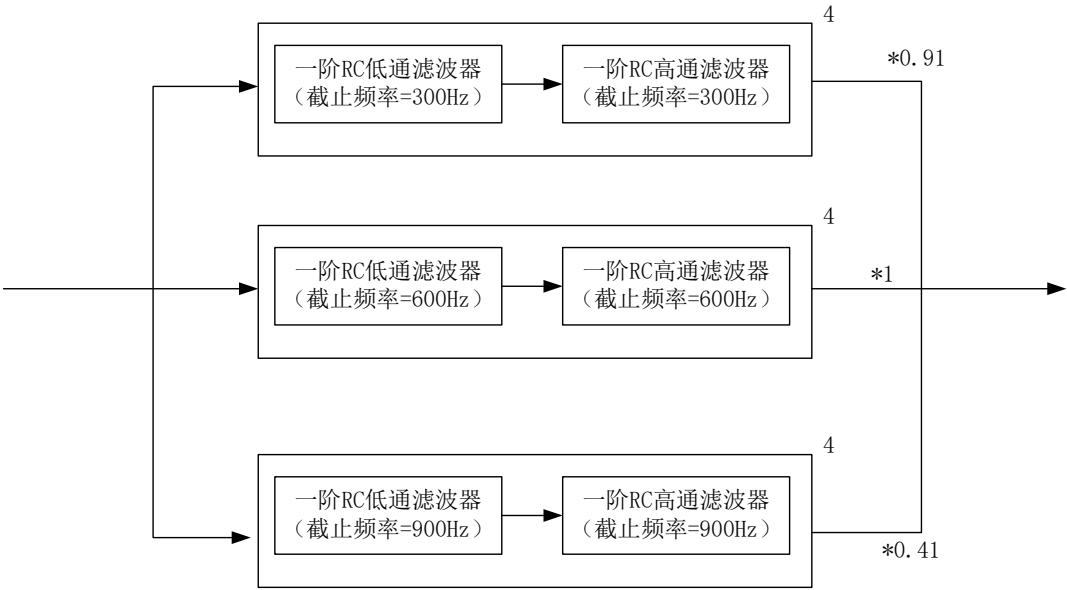 4
一阶RC低通滤波器
（截止频率=300Hz）
一阶RC高通滤波器
（截止频率=300Hz）
*0.91
4
一阶RC低通滤波器
（截止频率=600Hz）
一阶RC高通滤波器
（截止频率=600Hz）
*1
4
一阶RC低通滤波器
（截止频率=900Hz）
一阶RC高通滤波器
（截止频率=900Hz）
*0.41